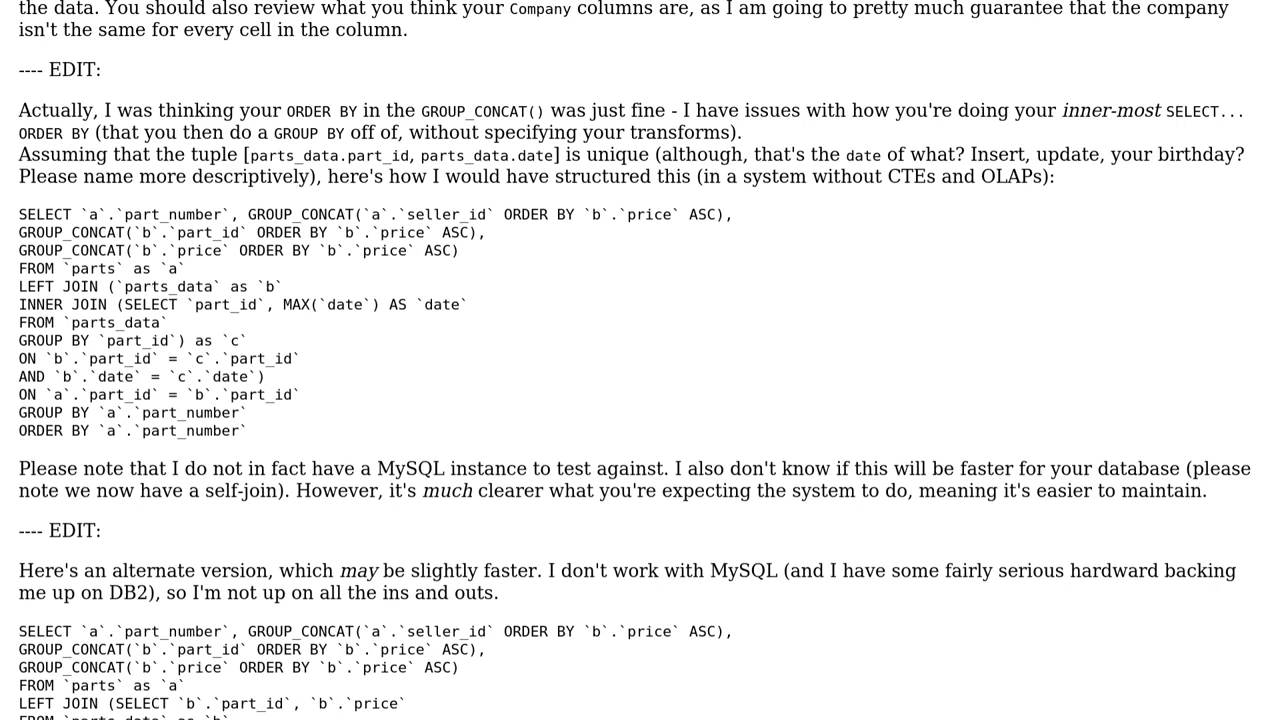 the data. You should also review what you think your Company columns are, as I am going to pretty much guarantee that the company
isn't the same for every cell in the column.
---- EDIT:
Actually, I was thinking your ORDER BY in the GROUP_CONCAT() was just fine - I have issues with how you're doing your inner-most SELECT...
ORDER BY (that you then do a GROUP BY off of, without specifying your transforms).
Assuming that the tuple [parts_data.part_id, parts_data.date] is unique (although, that's the date of what? Insert, update, your birthday?
Please name more descriptively), here's how I would have structured this (in a system without CTEs and OLAPs):
SELECT `a`.`part_number`, GROUP_CONCAT(`a`.`seller_id` ORDER BY `b`.`price` ASC),
GROUP_CONCAT(`b`.`part_id` ORDER BY `b`.`price` ASC),
GROUP_CONCAT(`b`.`price` ORDER BY `b`.`price` ASC)
FROM `parts` as `a`
LEFT JOIN (`parts_data` as `b`
INNER JOIN (SELECT `part_id`, MAX(`date`) AS `date`
FROM `parts_data`
GROUP BY `part_id`) as `c`
ON `b`.`part_id` = `c`.`part_id`
AND `b`.`date` = `c`.`date`)
ON `a`.`part_id` = `b`.`part_id`
GROUP BY `a`.`part_number`
ORDER BY `a`.`part_number`
Please note that I do not in fact have a MySQL instance to test against. I also don't know if this will be faster for your database (please
note we now have a self-join). However, it's much clearer what you're expecting the system to do, meaning it's easier to maintain.
---- EDIT:
Here's an alternate version, which may be slightly faster. I don't work with MySQL (and I have some fairly serious hardward backing
me up on DB2), so I'm not up on all the ins and outs.
SELECT `a`.`part_number`, GROUP_CONCAT(`a`.`seller_id` ORDER BY `b`.`price` ASC),
GROUP_CONCAT(`b`.`part_id` ORDER BY `b`.`price` ASC),
GROUP_CONCAT(`b`.`price` ORDER BY `b`.`price` ASC)
FROM `parts` as `a`
LEFT JOIN (SELECT `b`.`part_id`, `b`.`price`
FROM `parts_data` as `b`